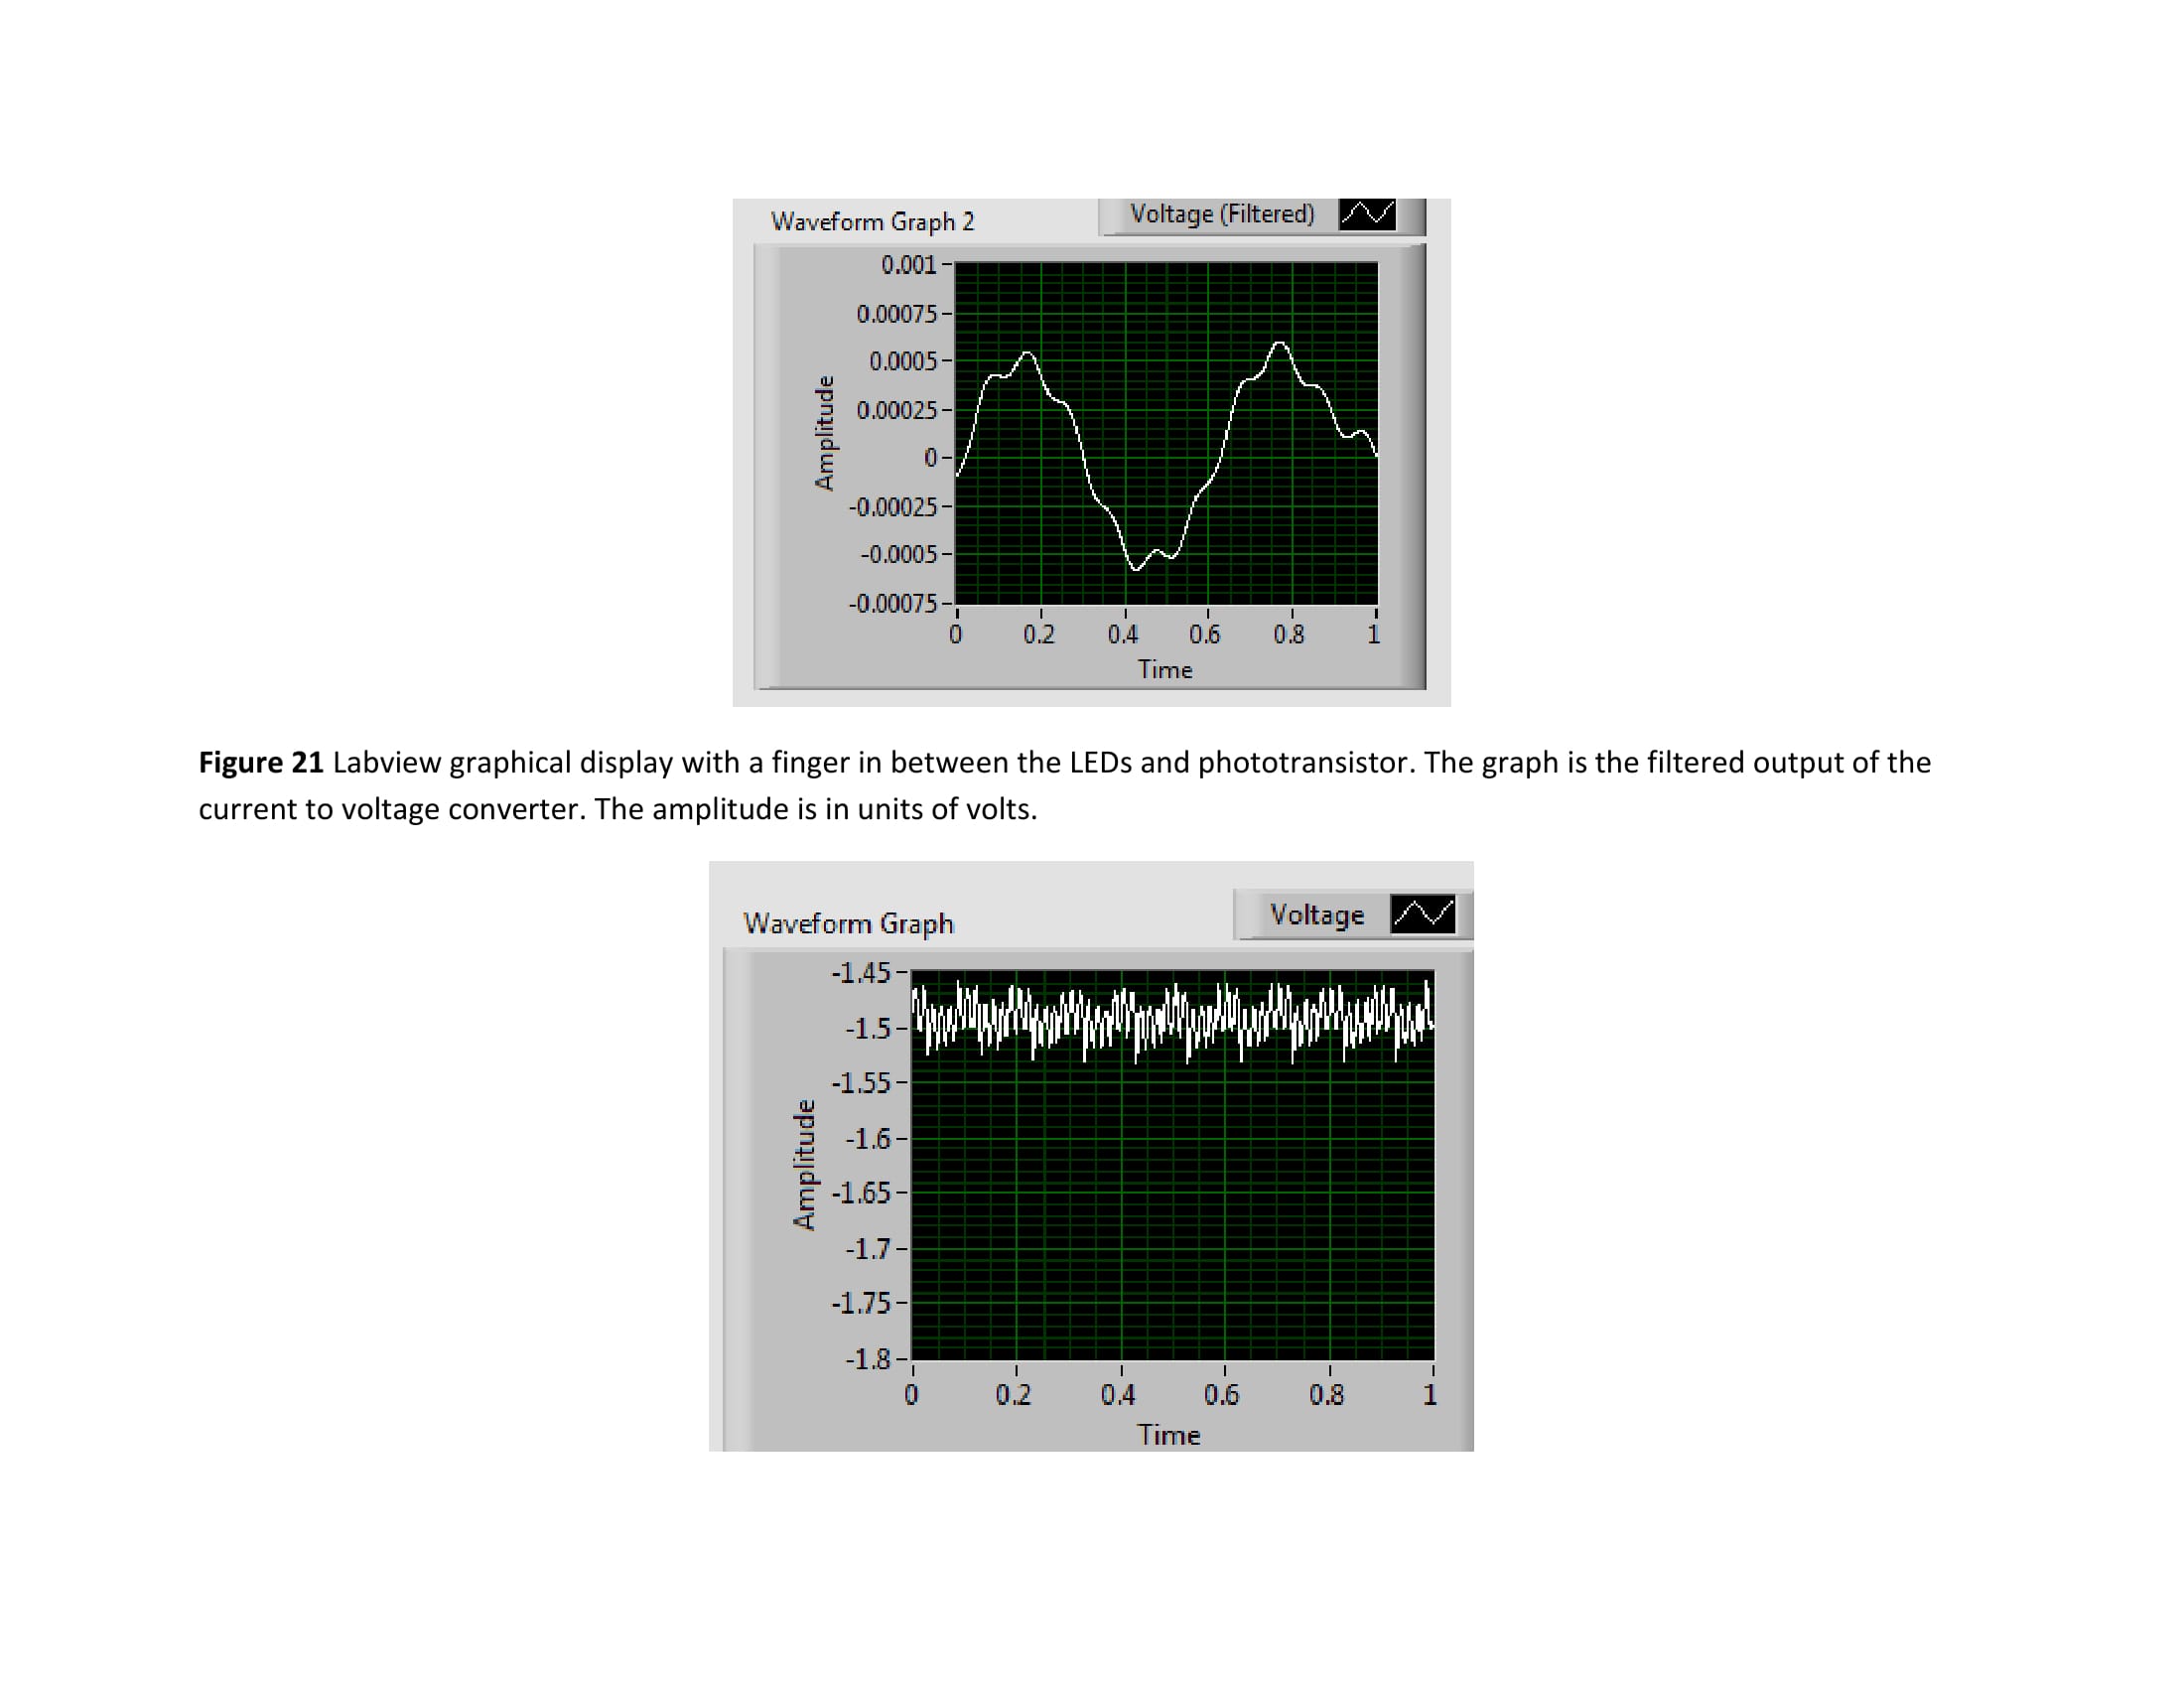 Waveform Graph 2
Voltage (Filtered)
0.001
0.00075
0.0005
0.00025
0
-0.00025
-0.0005
-0.00075
Amplitude
0 0.2 0.4 0.6 0.8 1
Time
Figure 21 Labview graphical display with a finger in between the LEDs and phototransistor. The graph is the filtered output of the
current to voltage converter. The amplitude is in units of volts.
Waveform Graph
Voltage
-1.45
-1.5
-1.55
-1.6
-1.65
-1.7
-1.75
-1.8
Amplitude
0 0.2 0.4 0.6 0.8 1
Time